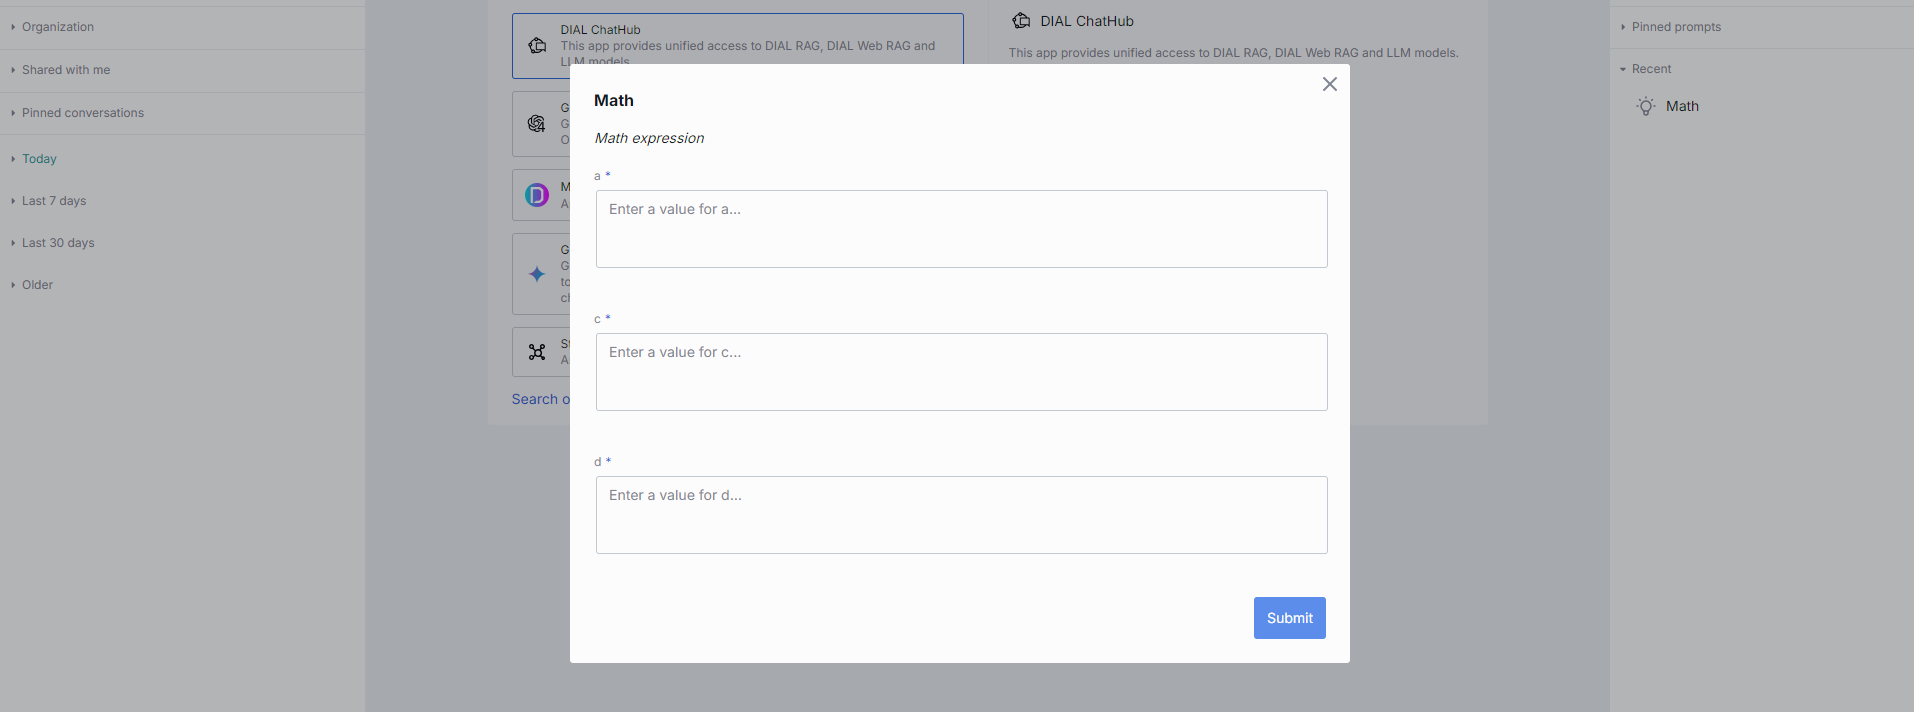 Organization
Shared with me
Pinned conversations
Today
Last 7 days
Last 30 days
Older
DIAL ChatHub
This app provides unified access to DIAL RAG, DIAL Web RAG and
LLM models.
G
G
O
M
A
G
G
to
ch
St
A
Search o
DIAL ChatHub
This app provides unified access to DIAL RAG, DIAL Web RAG and LLM models.
Math
Math expression
a *
Enter a value for a...
c *
Enter a value for c...
d *
Enter a value for d...
Submit
Pinned prompts
Recent
Math